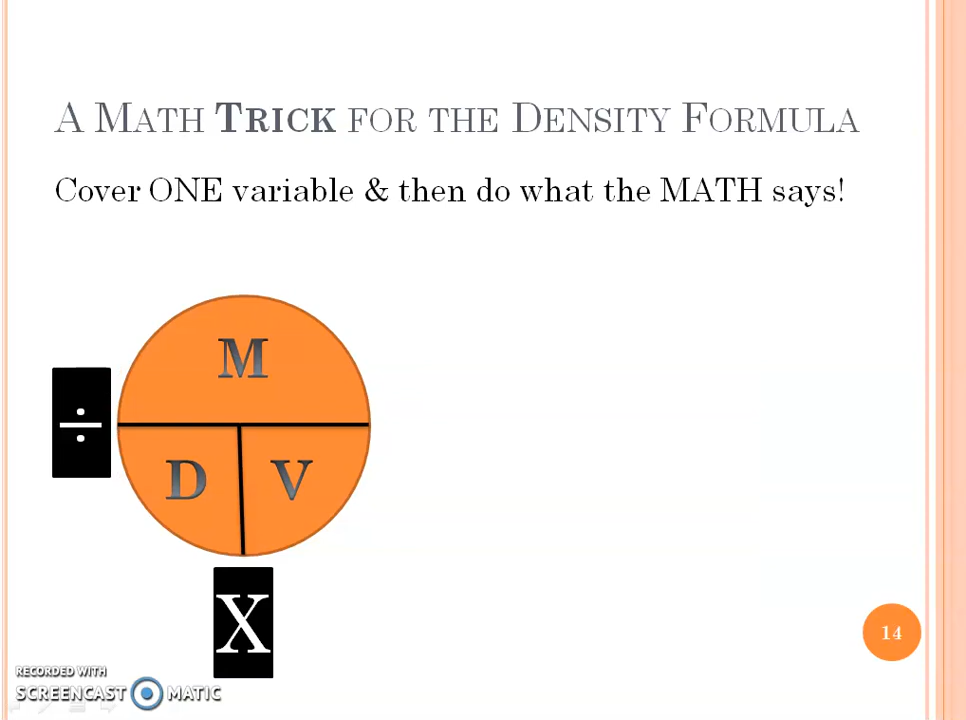 A MATH TRICK FOR THE DENSITY FORMULA
Cover ONE variable & then do what the MATH says!
M
÷
D V
X
14
RECORDED WITH
SCREENCAST MATIC